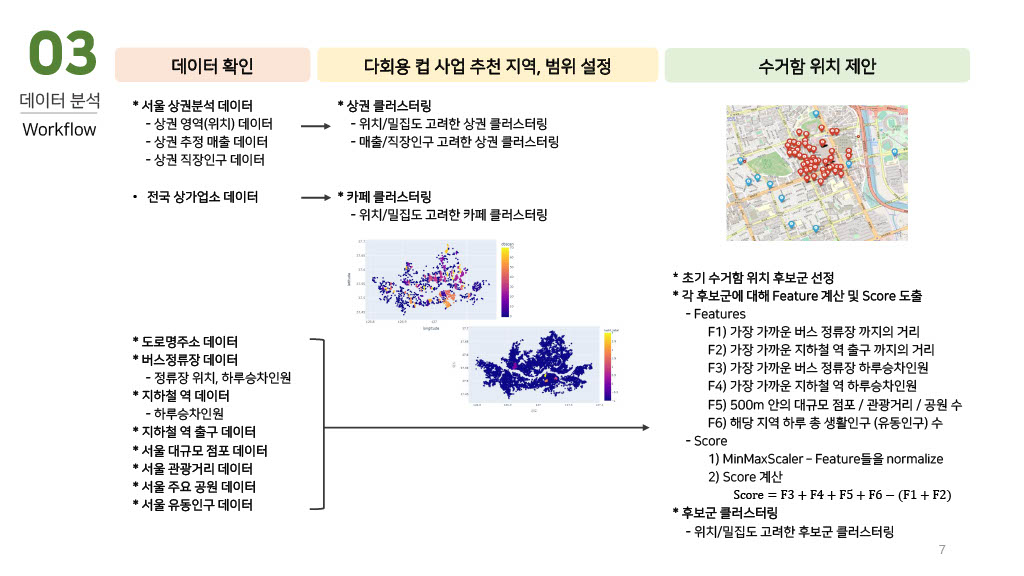 03
데이터 분석
Workflow
데이터 확인
* 서울 상권분석 데이터
- 상권 영역(위치) 데이터
- 상권 추정 매출 데이터
- 상권 직장인구 데이터
• 전국 상가업소 데이터
* 도로명주소 데이터
* 버스정류장 데이터
- 정류장 위치, 하루승차인원
* 지하철 역 데이터
- 하루승차인원
* 지하철 역 출구 데이터
* 서울 대규모 점포 데이터
* 서울 관광거리 데이터
* 서울 주요 공원 데이터
* 서울 유동인구 데이터
다회용 컵 사업 추천 지역, 범위 설정
* 상권 클러스터링
- 위치/밀집도 고려한 상권 클러스터링
- 매출/직장인구 고려한 상권 클러스터링
* 카페 클러스터링
- 위치/밀집도 고려한 카페 클러스터링
longitude
수거함 위치 제안
* 초기 수거함 위치 후보군 선정
* 각 후보군에 대해 Feature 계산 및 Score 도출
- Features
F1) 가장 가까운 버스 정류장 까지의 거리
F2) 가장 가까운 지하철 역 출구 까지의 거리
F3) 가장 가까운 버스 정류장 하루승차인원
F4) 가장 가까운 지하철 역 하루승차인원
F5) 500m 안의 대규모 점포 / 관광거리 / 공원 수
F6) 해당 지역 하루 총 생활인구 (유동인구) 수
- Score
1) MinMaxScaler – Feature들을 normalize
2) Score 계산
Score = F3 + F4 + F5 + F6 − (F1 + F2)
* 후보군 클러스터링
- 위치/밀집도 고려한 후보군 클러스터링
7